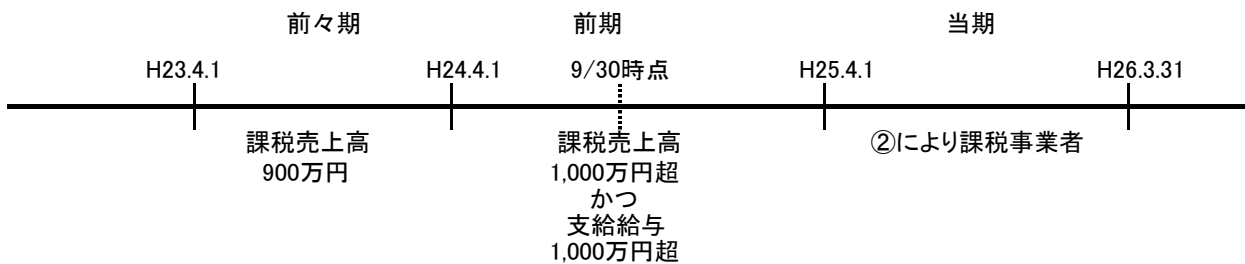 前々期 前期 当期
H23.4.1 H24.4.1 9/30時点 H25.4.1 H26.3.31
課税売上高 課税売上高 ②により課税事業者
900万円 1,000万円超
かつ
支給給与
1,000万円超